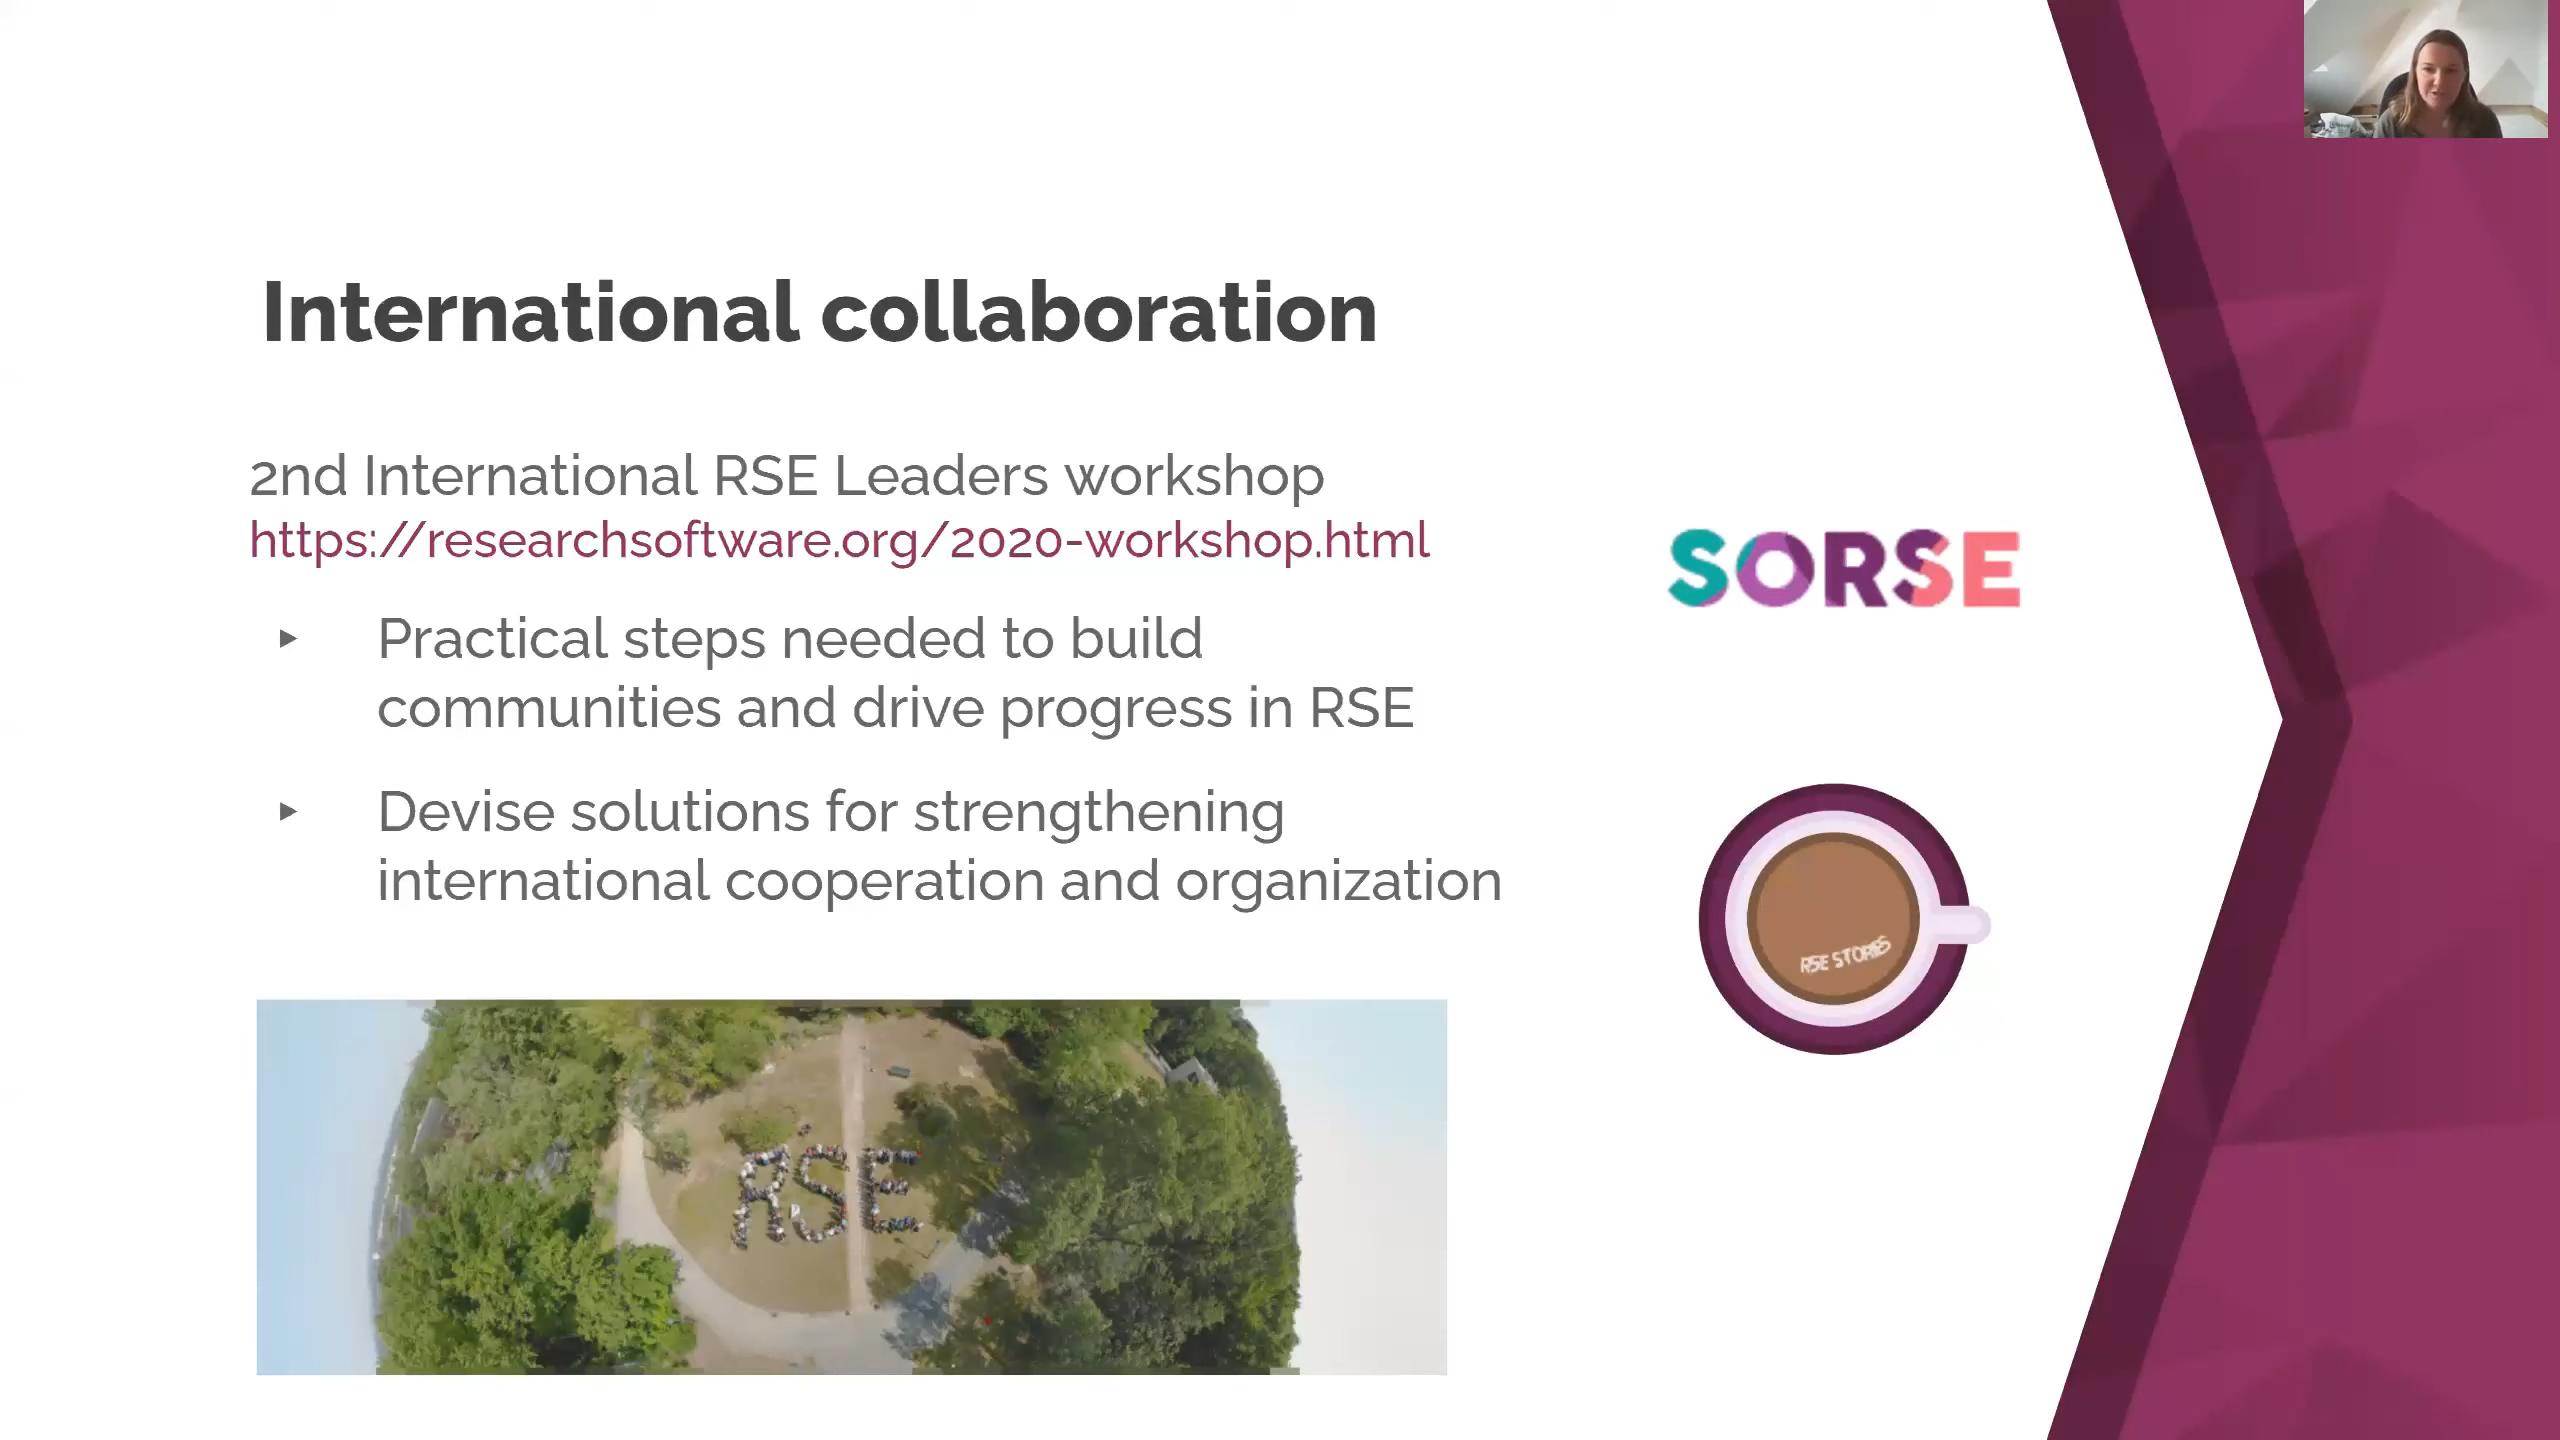 International collaboration
2nd International RSE Leaders workshop
https://researchsoftware.org/2020-workshop.html
▸ Practical steps needed to build
communities and drive progress in RSE
▸ Devise solutions for strengthening
international cooperation and organization
SORSE
RSE STORIES
RSE